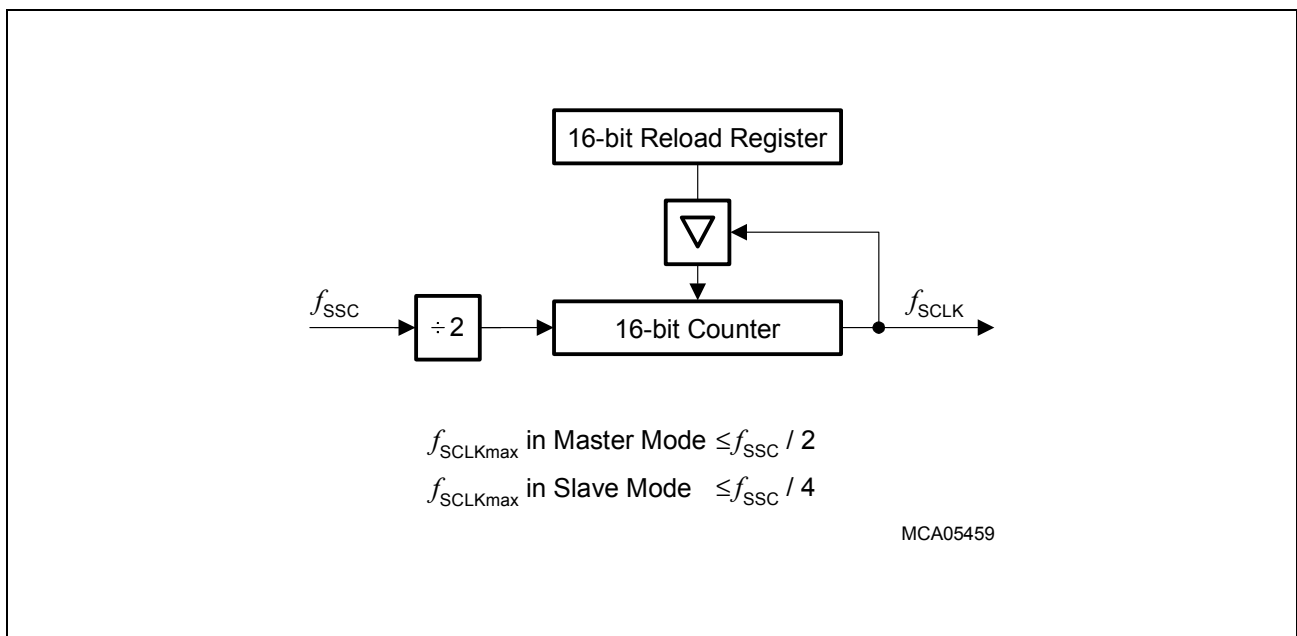 16-bit Reload Register
∇
fSSC
÷ 2
16-bit Counter
fSCLK
fSCLKmax in Master Mode ≤ fSSC / 2
fSCLKmax in Slave Mode ≤ fSSC / 4
MCA05459